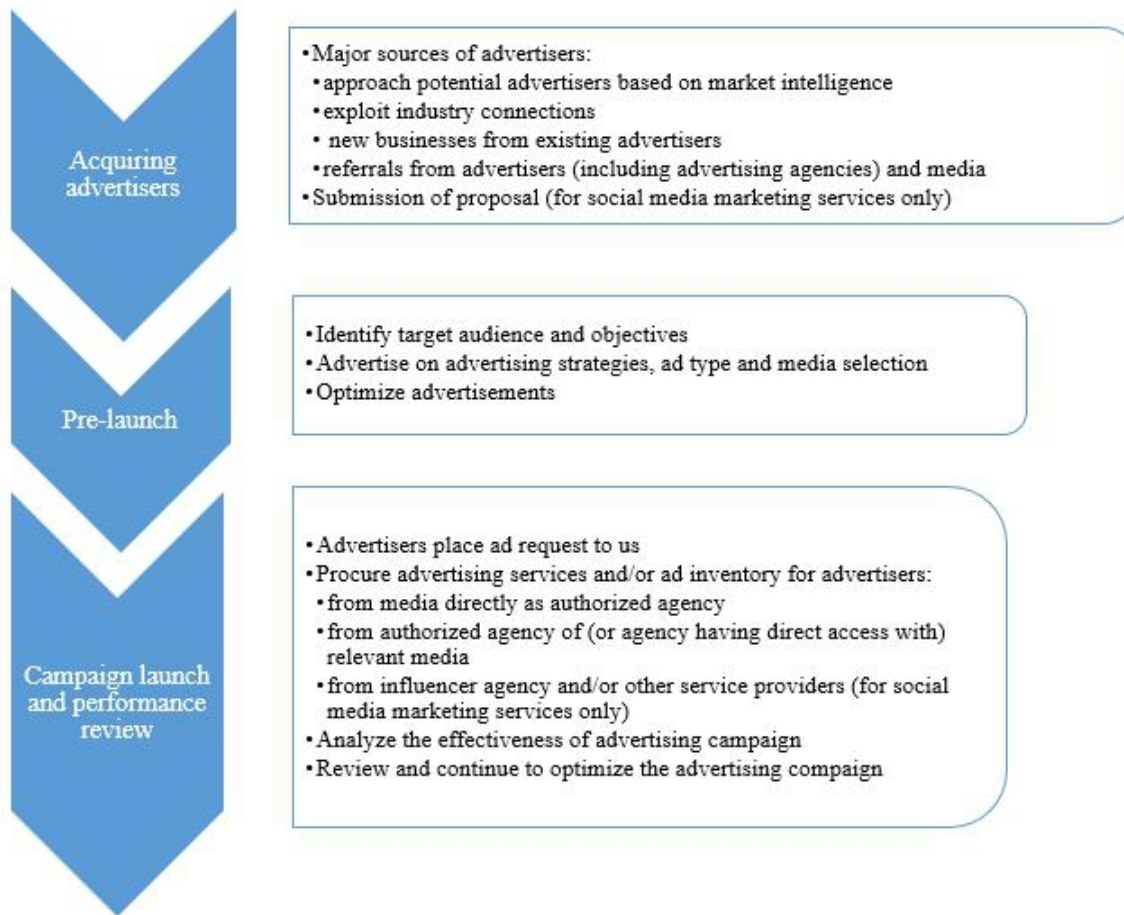 Acquiring
advertisers
•Major sources of advertisers:
•approach potential advertisers based on market intelligence
•exploit industry connections
• new businesses from existing advertisers
•referrals from advertisers (including advertising agencies) and media
•Submission of proposal (for social media marketing services only)
Pre-launch
•Identify target audience and objectives
•Advertise on advertising strategies, ad type and media selection
•Optimize advertisements
Campaign launch
and performance
review
•Advertisers place ad request to us
•Procure advertising services and/or ad inventory for advertisers:
•from media directly as authorized agency
•from authorized agency of (or agency having direct access with)
relevant media
•from influencer agency and/or other service providers (for social
media marketing services only)
•Analyze the effectiveness of advertising campaign
•Review and continue to optimize the advertising compaign